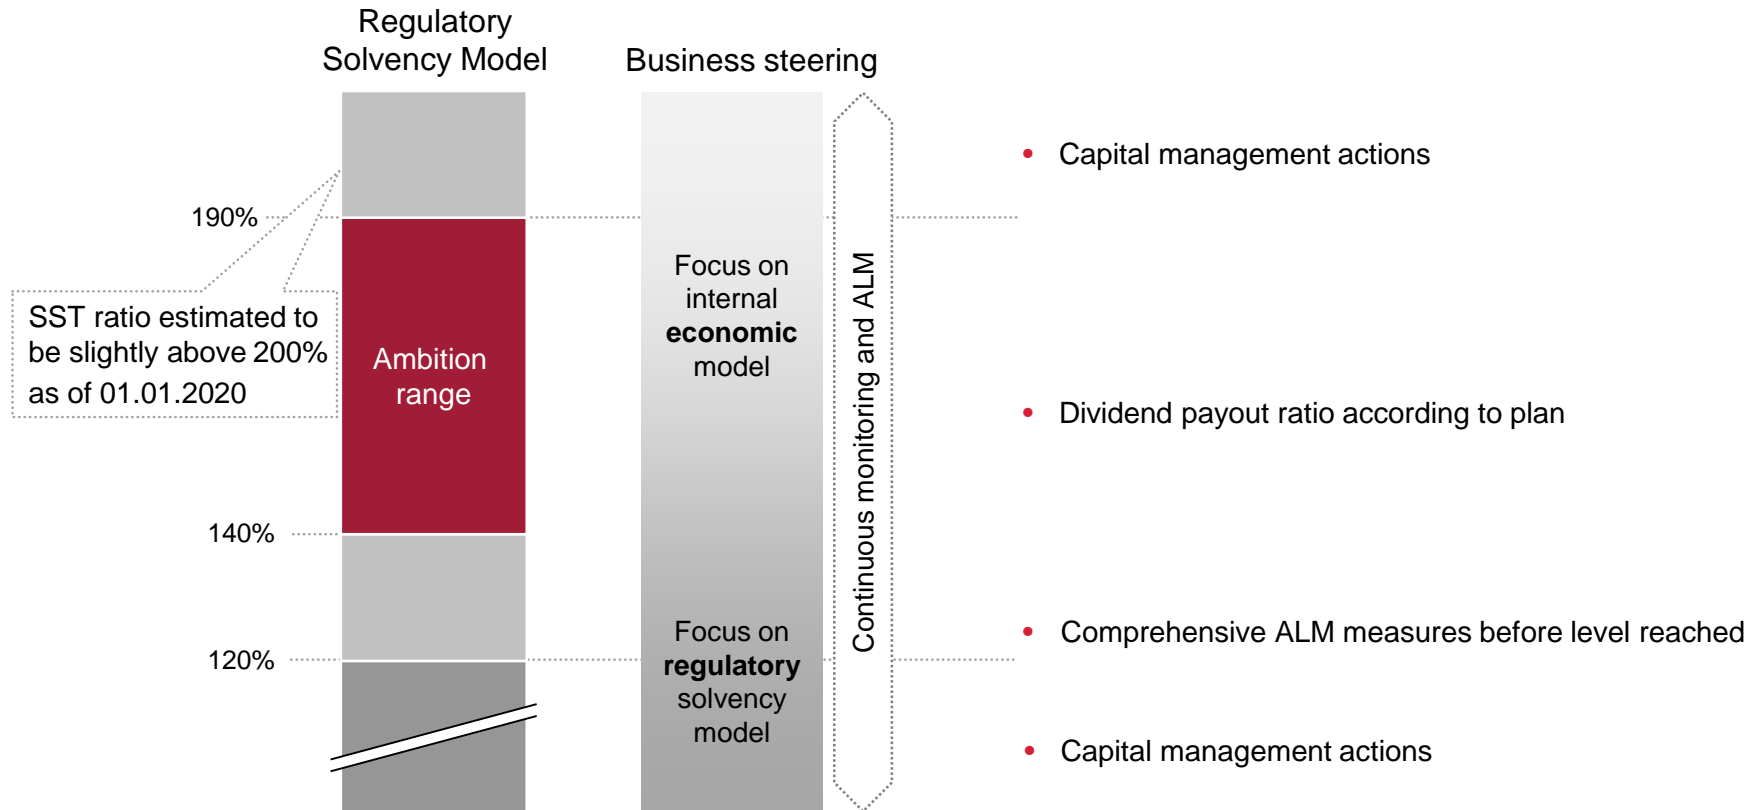 Regulatory
Solvency Model
Business steering
• Capital management actions
190%
Focus on
internal
economic
model
SST ratio estimated to
be slightly above 200%
as of 01.01.2020
Ambition
range
Continuous monitoring and ALM
• Dividend payout ratio according to plan
140%
Focus on
regulatory
solvency
model
• Comprehensive ALM measures before level reached
120%
• Capital management actions